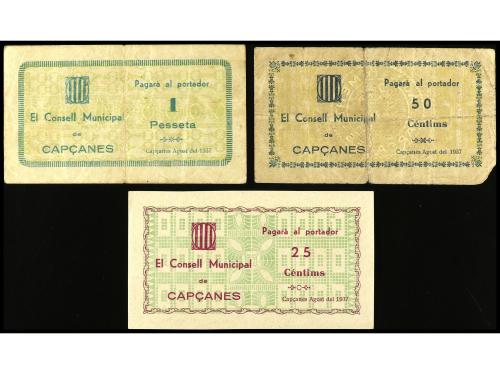 Pagarà al portador
1
Pesseta
El Consell Municipal
de
CAPÇANES
Capçanes Agost del 1937
Pagarà al portador
50
Céntims
El Consell Municipal
de
CAPÇANES
Capçanes Agost del 1937
Pagarà al portador
25
Céntims
El Consell Municipal
de
CAPÇANES
Capçanes Agost del 1937